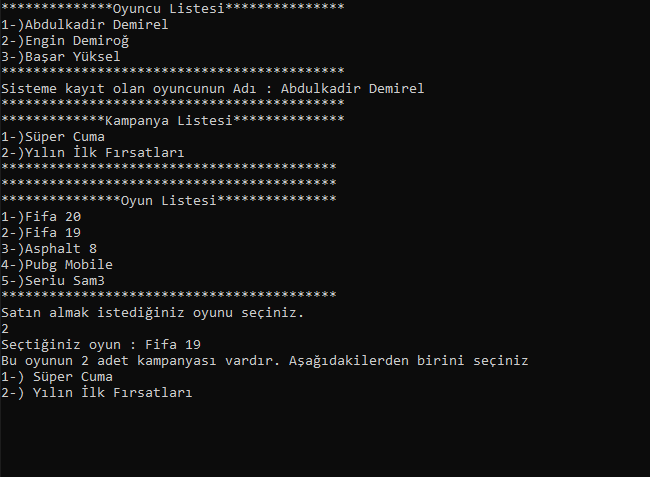 **************Oyuncu Listesi***************
1-)Abdulkadir Demirel
2-)Engin Demiroğ
3-)Başar Yüksel
*******************************************
Sisteme kayıt olan oyuncunun Adı : Abdulkadir Demirel
*******************************************
*************Kampanya Listesi**************
1-)Süper Cuma
2-)Yılın İlk Fırsatları
******************************************
******************************************
***************Oyun Listesi***************
1-)Fifa 20
2-)Fifa 19
3-)Asphalt 8
4-)Pubg Mobile
5-)Seriu Sam3
******************************************
Satın almak istediğiniz oyunu seçiniz.
2
Seçtiğiniz oyun : Fifa 19
Bu oyunun 2 adet kampanyası vardır. Aşağıdakilerden birini seçiniz
1-) Süper Cuma
2-) Yılın İlk Fırsatları